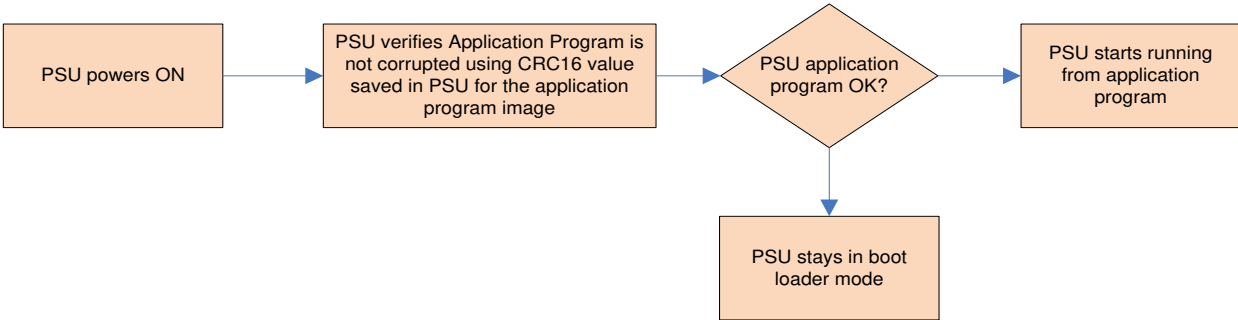 PSU powers ON
PSU verifies Application Program is
not corrupted using CRC16 value
saved in PSU for the application
program image
PSU application
program OK?
PSU starts running
from application
program
PSU stays in boot
loader mode